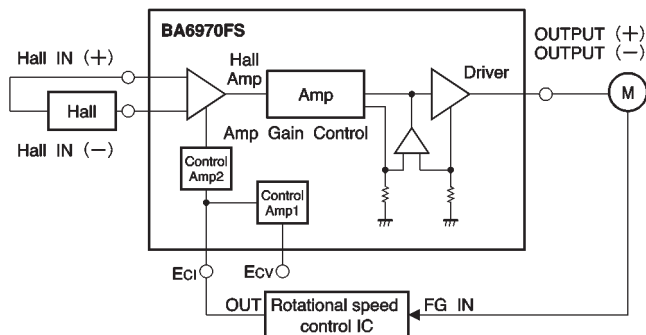 BA6970FS
OUTPUT (+)
OUTPUT (−)
Hall IN (+)
Hall
Amp
Driver
Hall
Amp
M
Amp Gain Control
Hall IN (−)
Control
Amp2
Control
Amp1
ECI
ECV
OUT
Rotational speed
control IC
FG IN